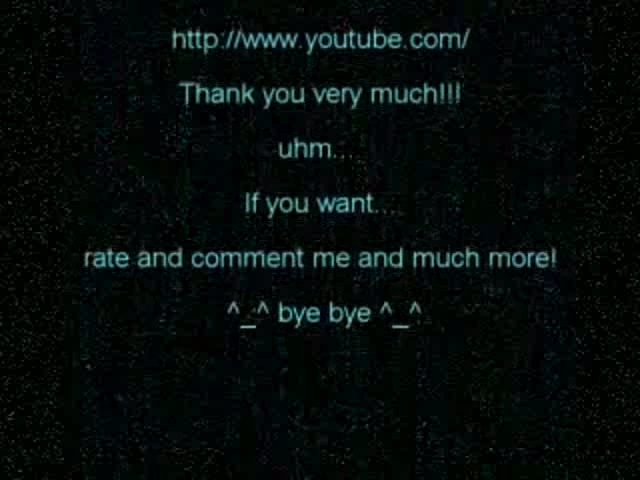 http://www.youtube.com/
Thank you very much!!!
uhm....
If you want....
rate and comment me and much more!
^_^ bye bye ^_^